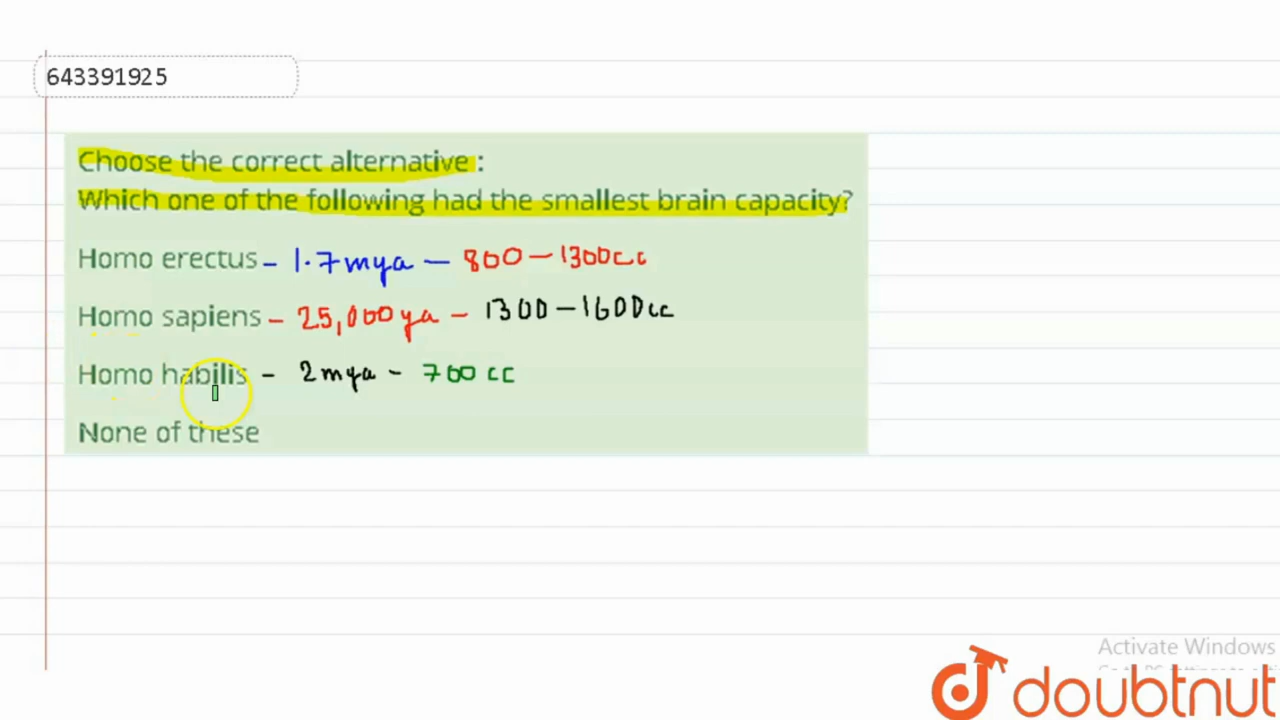 643391925
Choose the correct alternative :
Which one of the following had the smallest brain capacity?
Homo erectus - 1.7 mya - 800 - 1300 cc
Homo sapiens - 25,000 ya - 1300 - 1600 cc
Homo habilis - 2 mya - 700 cc
None of these
Activate Windows
doubtnut